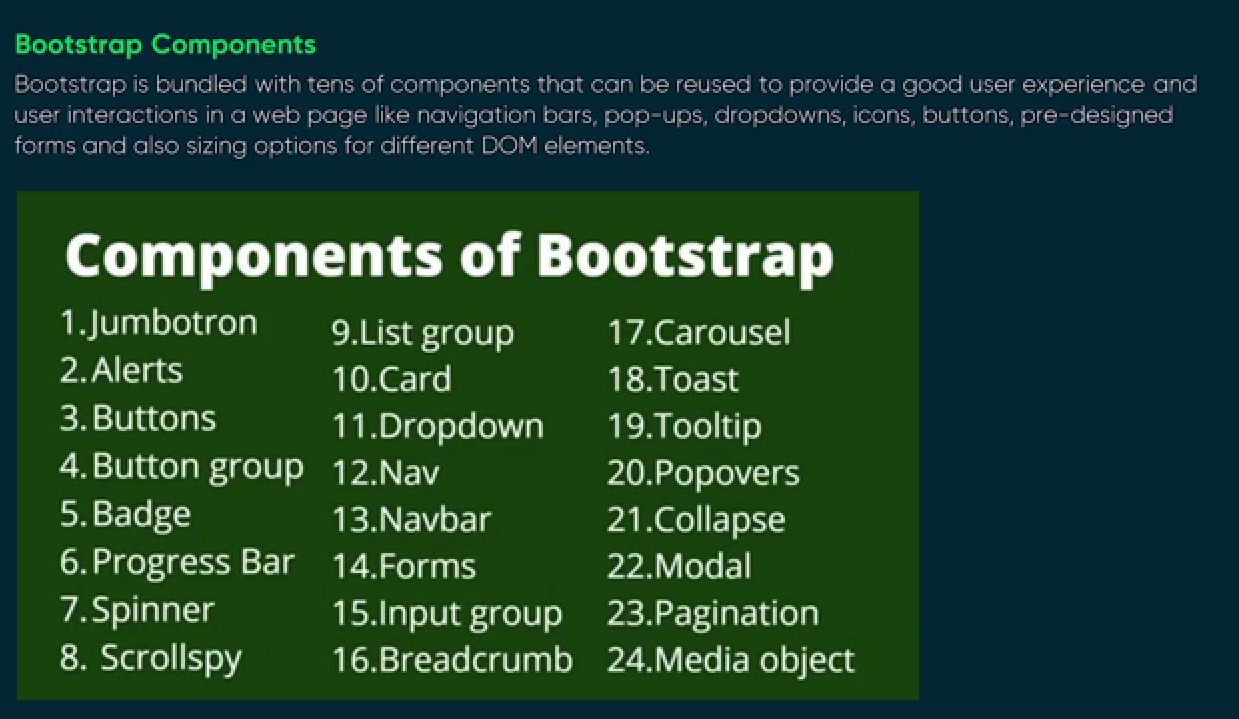 Bootstrap Components
Bootstrap is bundled with tens of components that can be reused to provide a good user experience and
user interactions in a web page like navigation bars, pop-ups, dropdowns, icons, buttons, pre-designed
forms and also sizing options for different DOM elements.
Components of Bootstrap
1.Jumbotron
2.Alerts
3.Buttons
4.Button group
5.Badge
6.Progress Bar
7.Spinner
8. Scrollspy
9.List group
10.Card
11.Dropdown
12.Nav
13.Navbar
14.Forms
15.Input group
16.Breadcrumb
17.Carousel
18.Toast
19.Tooltip
20.Popovers
21.Collapse
22.Modal
23.Pagination
24.Media object